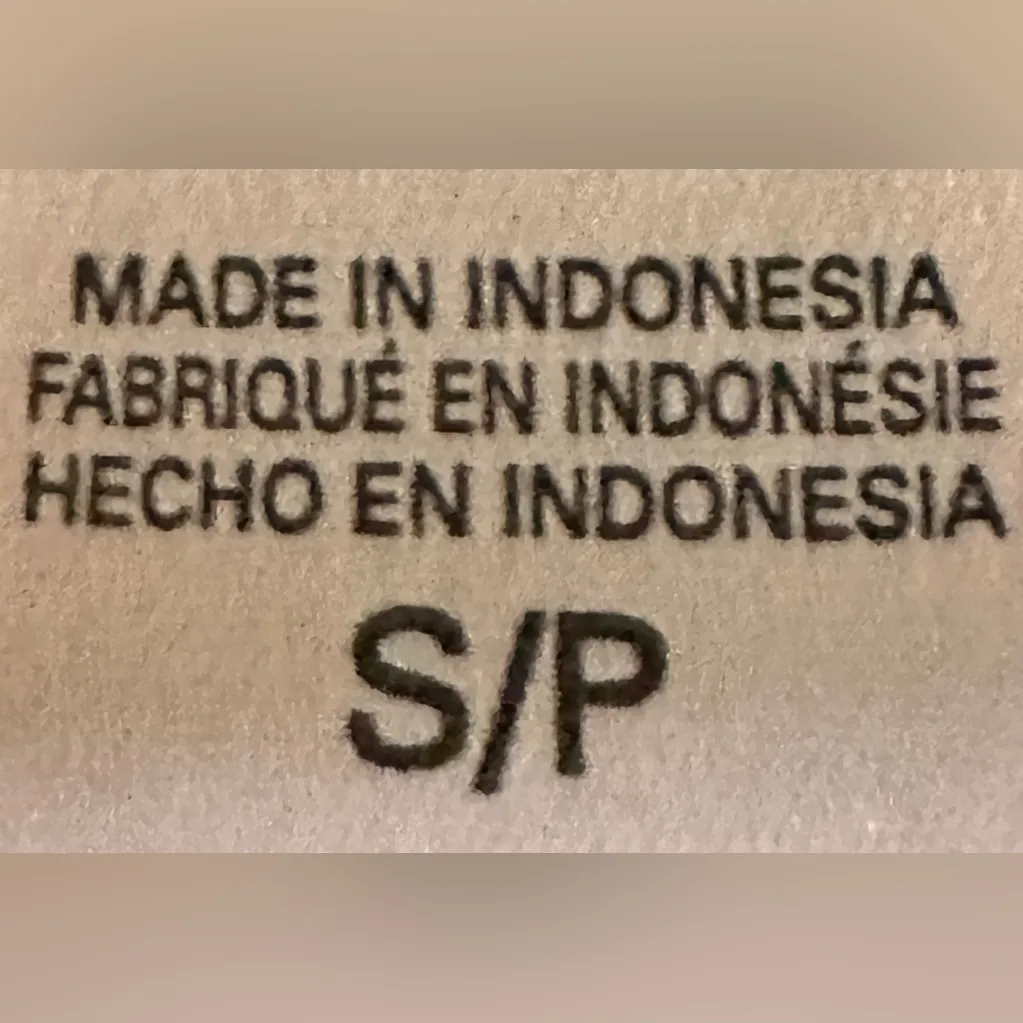 MADE IN INDONESIA
FABRIQUÉ EN INDONÉSIE
HECHO EN INDONESIA
S/P